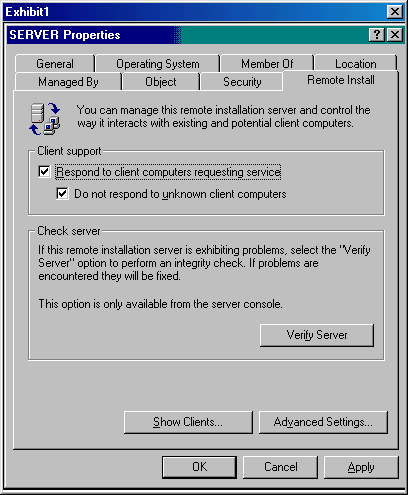 Exhibit1
SERVER Properties
General Operating System Member Of Location
Managed By Object Security Remote Install
You can manage this remote installation server and control the
way it interacts with existing and potential client computers.
Client support
Respond to client computers requesting service
Do not respond to unknown client computers
Check server
If this remote installation server is exhibiting problems, select the "Verify
Server" option to perform an integrity check. If problems are
encountered they will be fixed.
This option is only available from the server console.
Verify Server
Show Clients... Advanced Settings...
OK Cancel Apply